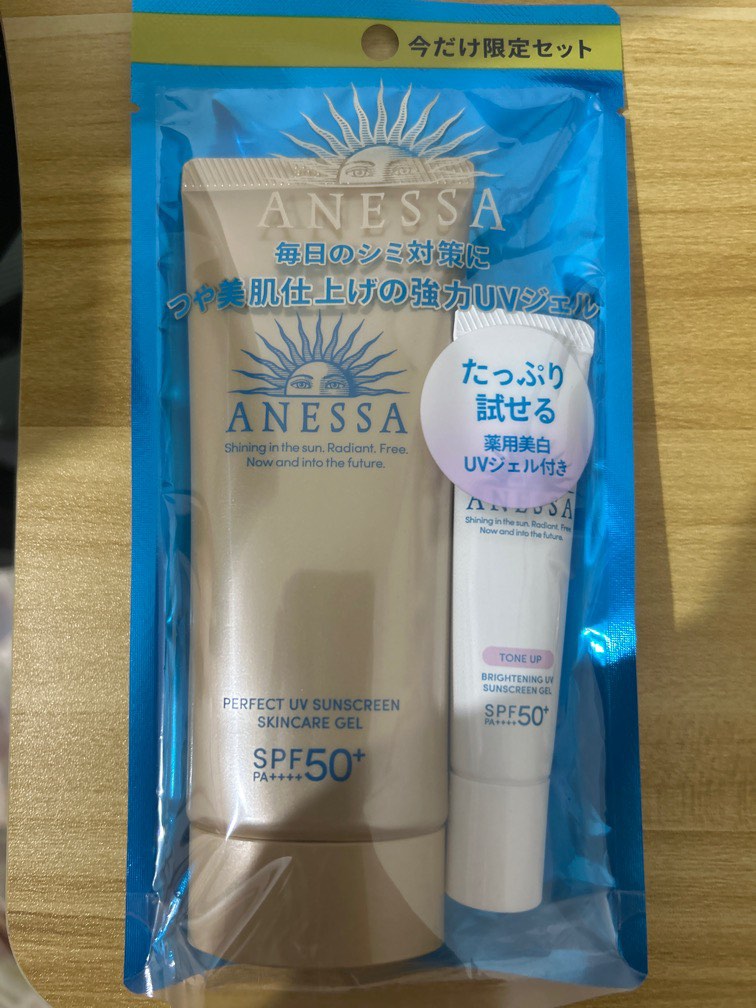 今だけ限定セット
ANESSA
毎日のシミ対策に
つや美肌仕上げの強力UVジェル
ANESSA
Shining in the sun. Radiant. Free.
Now and into the future.
PERFECT UV SUNSCREEN
SKINCARE GEL
SPF50+
PA++++
たっぷり
試せる
薬用美白
UVジェル付き
ANESSA
Shining in the sun. Radiant. Free.
Now and into the future.
TONE UP
BRIGHTENING UV
SUNSCREEN GEL
SPF50+
PA++++